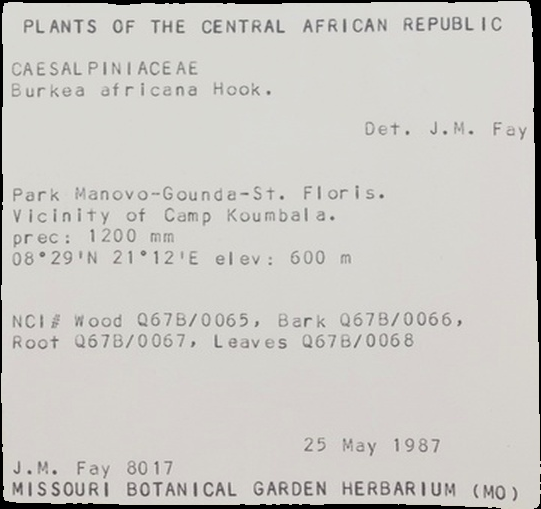 PLANTS OF THE CENTRAL AFRICAN REPUBLIC
CAESALPINIACEAE
Burkea africana Hook.
Det. J.M. Fay
Park Manovo-Gounda-St. Floris.
Vicinity of Camp Koumbala.
prec: 1200 mm
08°29'N 21°12'E elev: 600 m
NCI# Wood Q67B/0065, Bark Q67B/0066,
Root Q67B/0067, Leaves Q67B/0068
25 May 1987
J.M. Fay 8017
MISSOURI BOTANICAL GARDEN HERBARIUM (MO)